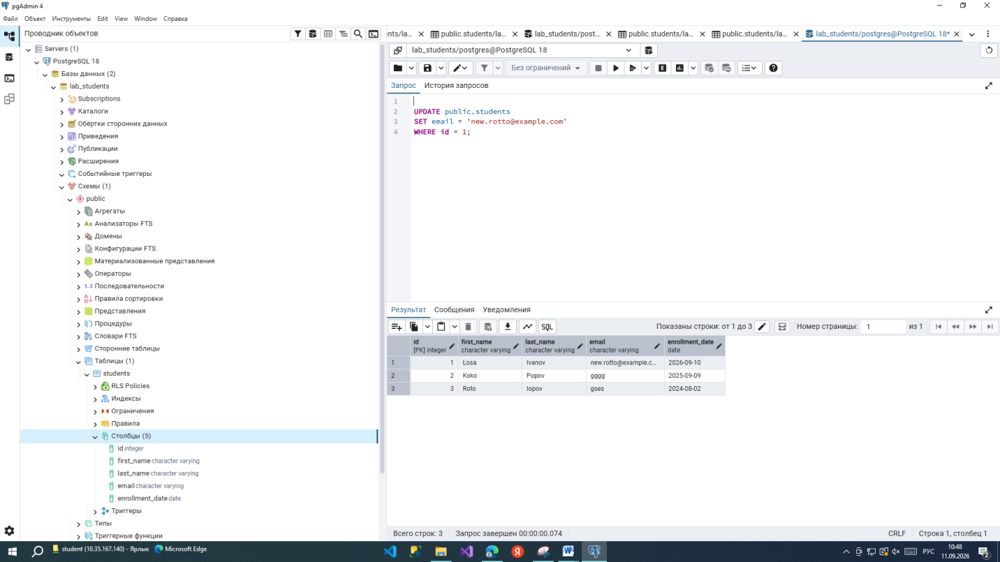 pgAdmin 4
Файл Объект Инструменты Edit View Window Справка
Проводник объектов
ents/la...
public.students/la...
lab_students/post...
public.students/la...
public.students/la...
lab_students/postgres@PostgreSQL 18*
lab_students/postgres@PostgreSQL 18
Без ограничений
Запрос История запросов
1
2 UPDATE public.students
3 SET email = 'new.rotto@example.com'
4 WHERE id = 1;
Servers (1)
PostgreSQL 18
Базы данных (2)
lab_students
Subscriptions
Каталоги
Обёртки сторонних данных
Приведения
Публикации
Расширения
Событийные триггеры
Схемы (1)
public
Агрегаты
Aa Анализаторы FTS
Домены
Конфигурации FTS
Материализованные представления
Операторы
1..3 Последовательности
Правила сортировки
Представления
Процедуры
Словари FTS
Сторонние таблицы
Таблицы (1)
students
RLS Policies
Индексы
Ограничения
Правила
Столбцы (5)
id integer
first_name character varying
last_name character varying
email character varying
enrollment_date date
Триггеры
Типы
Триггерные функции
Результат Сообщения Уведомления
SQL Показаны строки: от 1 до 3 Номер страницы: 1 из 1
id first_name last_name email enrollment_date
[PK] integer character varying character varying character varying date
1 1 Losa Ivanov new.rotto@example.c... 2026-09-10
2 2 Koko Popov gggg 2025-09-09
3 3 Roto Iopov gses 2024-08-02
Всего строк: 3 Запрос завершен 00:00:00.074 CRLF Строка 1, столбец 1
student (10.35.167.140) - Ярлык Microsoft Edge
РУС
10:48
11.09.2026
2